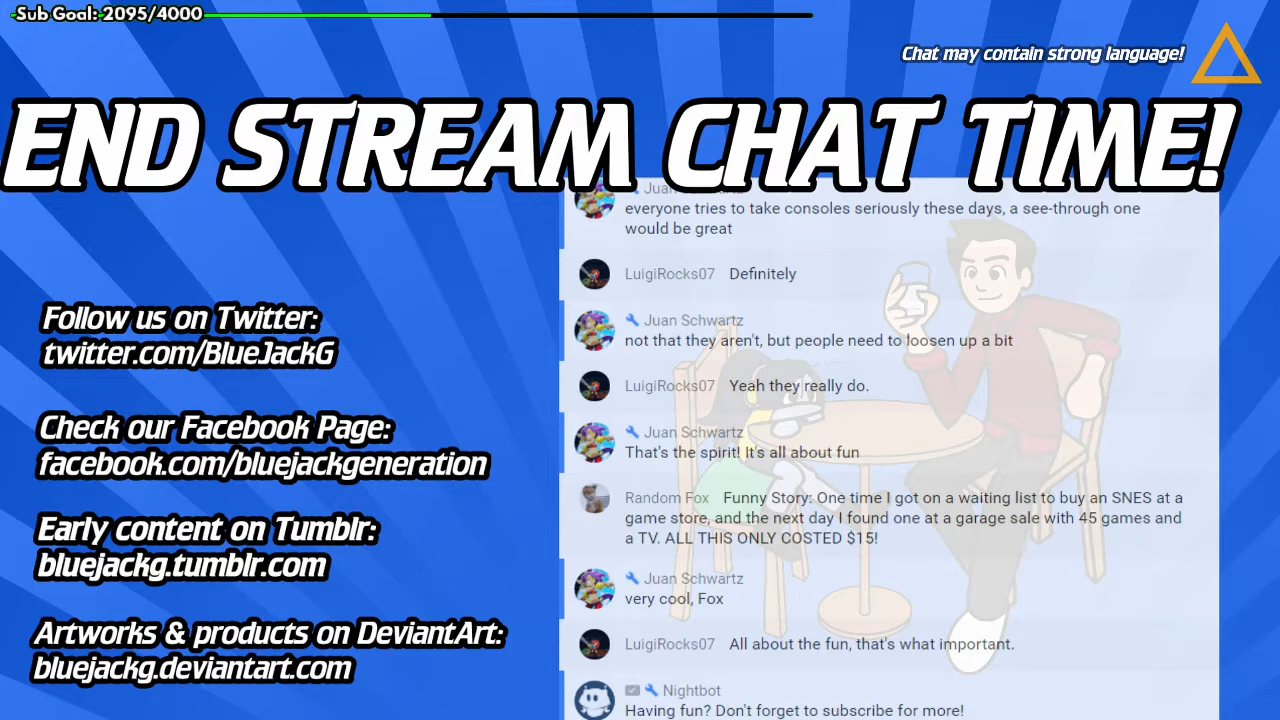 Sub Goal: 2095/4000
Chat may contain strong language!
END STREAM CHAT TIME!
Follow us on Twitter:
twitter.com/BlueJackG
Check our Facebook Page:
facebook.com/bluejackgeneration
Early content on Tumblr:
bluejackg.tumblr.com
Artworks & products on DeviantArt:
bluejackg.deviantart.com
Juan Schwartz
everyone tries to take consoles seriously these days, a see-through one
would be great
LuigiRocks07 Definitely
Juan Schwartz
not that they aren't, but people need to loosen up a bit
LuigiRocks07 Yeah they really do.
Juan Schwartz
That's the spirit! It's all about fun
Random Fox Funny Story: One time I got on a waiting list to buy an SNES at a
game store, and the next day I found one at a garage sale with 45 games and
a TV. ALL THIS ONLY COSTED $15!
Juan Schwartz
very cool, Fox
LuigiRocks07 All about the fun, that's what important.
Nightbot
Having fun? Don't forget to subscribe for more!